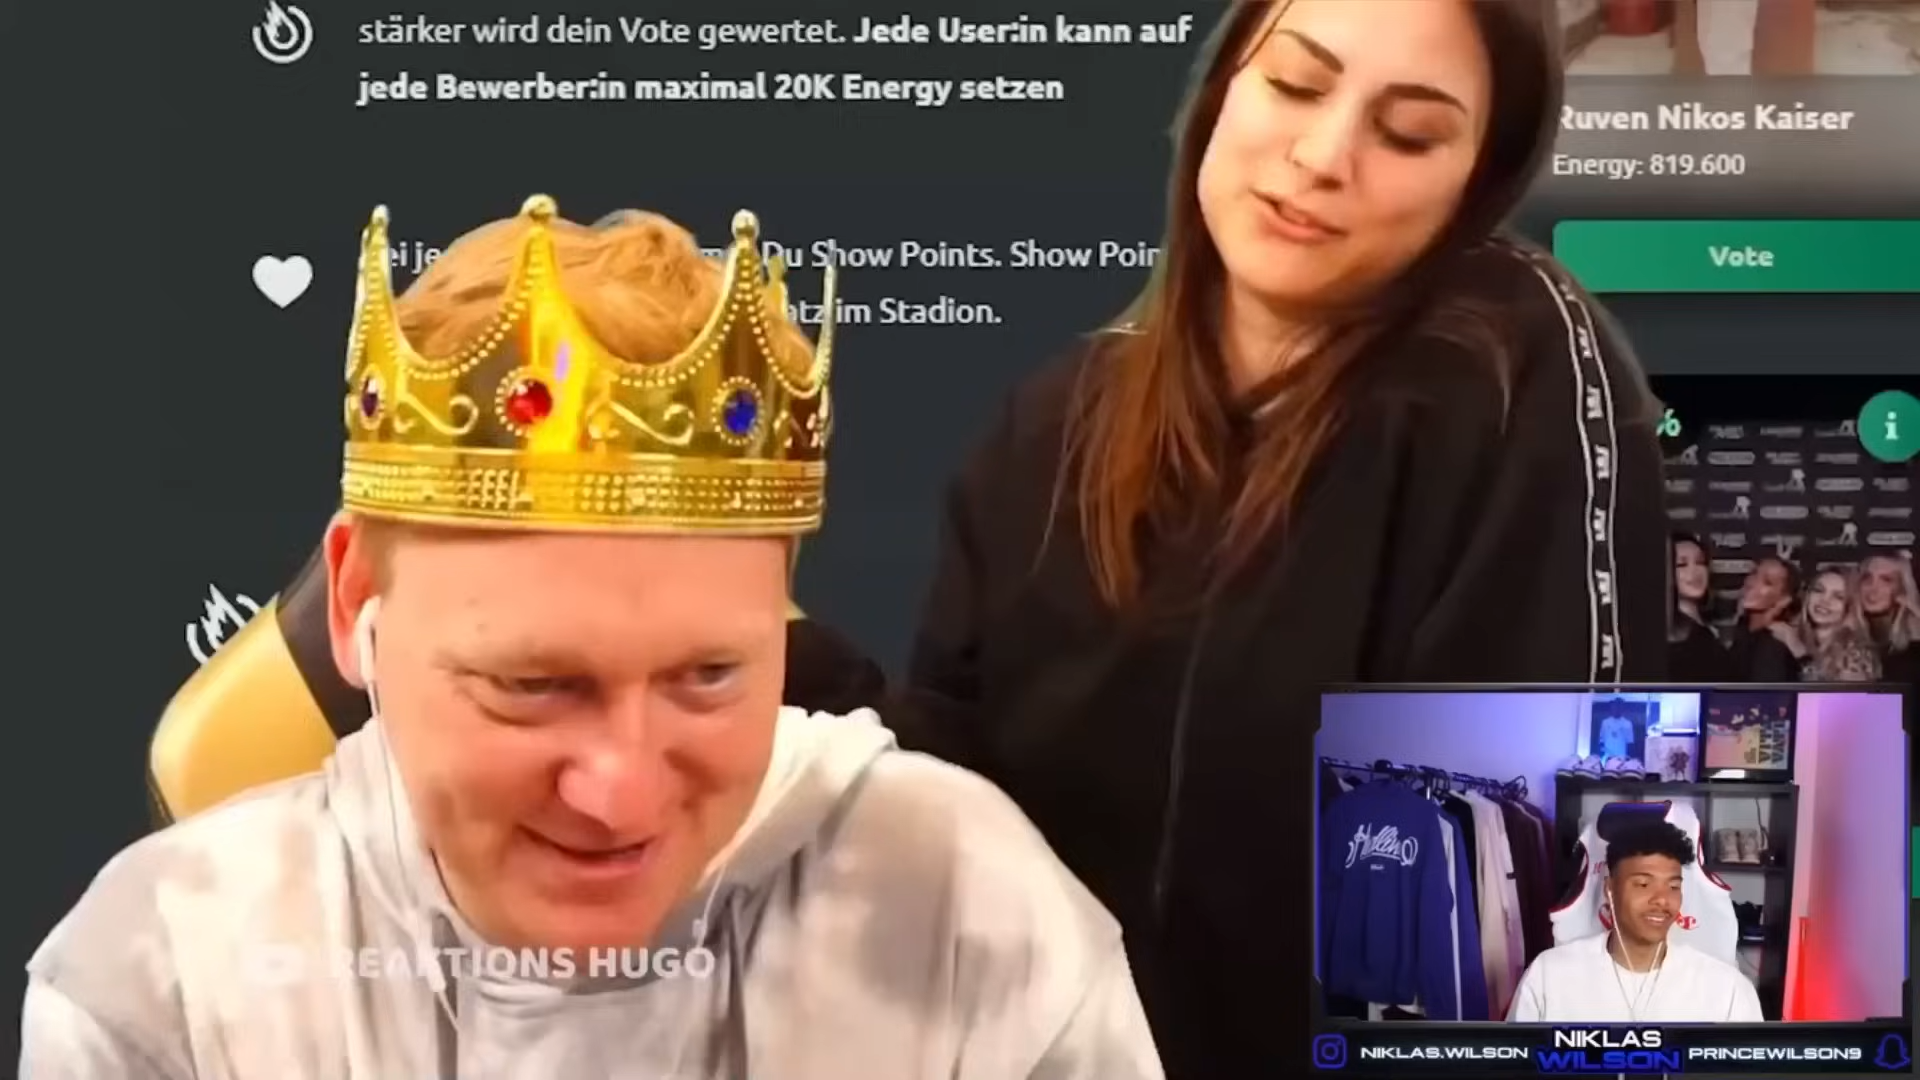 stärker wird dein Vote gewertet. Jede User:in kann auf
jede Bewerber:in maximal 20K Energy setzen
Ruven Nikos Kaiser
Energy: 819.600
Vote
Du Show Points. Show Poin
im Stadion.
%
i
REAKTIONS HUGO
NIKLAS.WILSON
NIKLAS
WILSON
PRINCEWILSON9